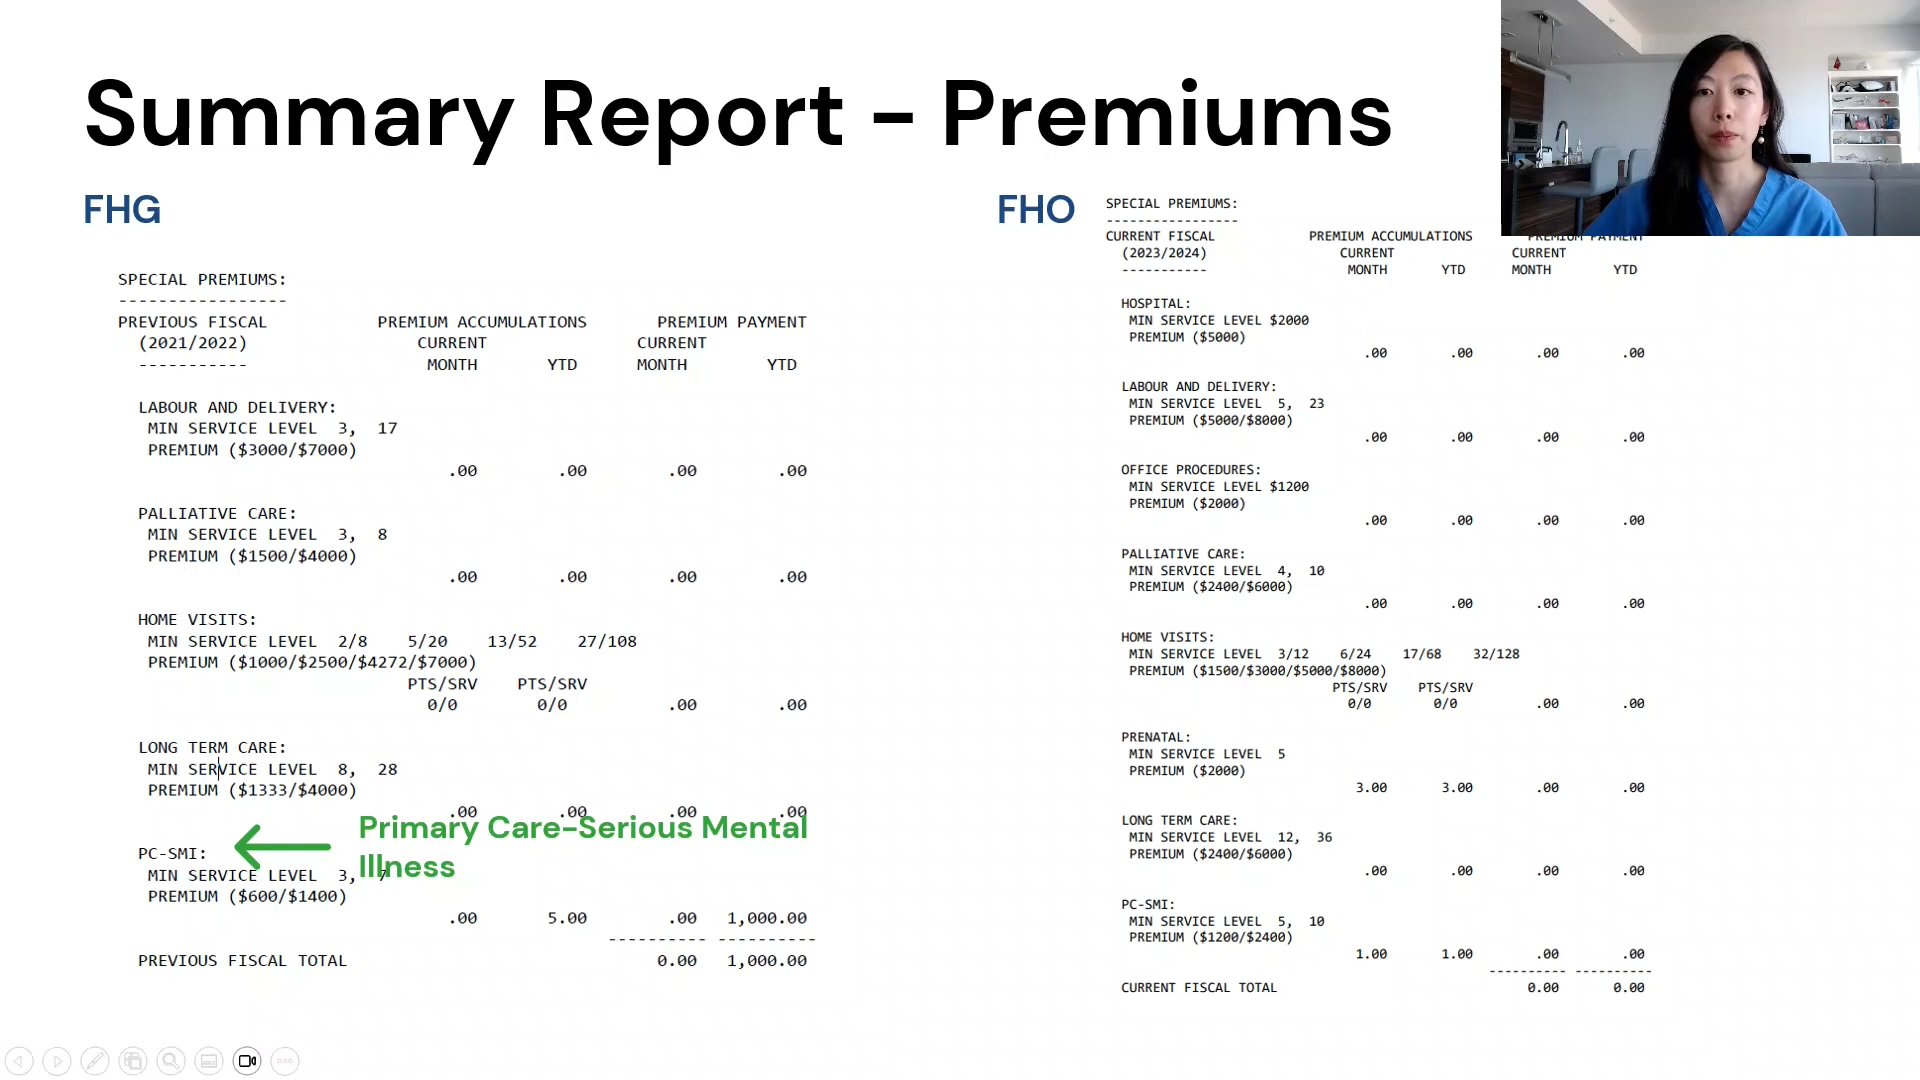 Summary Report - Premiums
FHG
SPECIAL PREMIUMS:
-----------------
PREVIOUS FISCAL PREMIUM ACCUMULATIONS PREMIUM PAYMENT
(2021/2022) CURRENT CURRENT
----------- MONTH YTD MONTH YTD
LABOUR AND DELIVERY:
MIN SERVICE LEVEL 3, 17
PREMIUM ($3000/$7000)
.00 .00 .00 .00
PALLIATIVE CARE:
MIN SERVICE LEVEL 3, 8
PREMIUM ($1500/$4000)
.00 .00 .00 .00
HOME VISITS:
MIN SERVICE LEVEL 2/8 5/20 13/52 27/108
PREMIUM ($1000/$2500/$4272/$7000)
PTS/SRV PTS/SRV
0/0 0/0 .00 .00
LONG TERM CARE:
MIN SERVICE LEVEL 8, 28
PREMIUM ($1333/$4000)
.00 .00 .00 .00
Primary Care-Serious Mental
Illness
PC-SMI:
MIN SERVICE LEVEL 3, 7
PREMIUM ($600/$1400)
.00 5.00 .00 1,000.00
---------- ----------
PREVIOUS FISCAL TOTAL 0.00 1,000.00
FHO
SPECIAL PREMIUMS:
-----------------
CURRENT FISCAL PREMIUM ACCUMULATIONS PREMIUM PAYMENT
(2023/2024) CURRENT CURRENT
----------- MONTH YTD MONTH YTD
HOSPITAL:
MIN SERVICE LEVEL $2000
PREMIUM ($5000)
.00 .00 .00 .00
LABOUR AND DELIVERY:
MIN SERVICE LEVEL 5, 23
PREMIUM ($5000/$8000)
.00 .00 .00 .00
OFFICE PROCEDURES:
MIN SERVICE LEVEL $1200
PREMIUM ($2000)
.00 .00 .00 .00
PALLIATIVE CARE:
MIN SERVICE LEVEL 4, 10
PREMIUM ($2400/$6000)
.00 .00 .00 .00
HOME VISITS:
MIN SERVICE LEVEL 3/12 6/24 17/68 32/128
PREMIUM ($1500/$3000/$5000/$8000)
PTS/SRV PTS/SRV
0/0 0/0 .00 .00
PRENATAL:
MIN SERVICE LEVEL 5
PREMIUM ($2000)
3.00 3.00 .00 .00
LONG TERM CARE:
MIN SERVICE LEVEL 12, 36
PREMIUM ($2400/$6000)
.00 .00 .00 .00
PC-SMI:
MIN SERVICE LEVEL 5, 10
PREMIUM ($1200/$2400)
1.00 1.00 .00 .00
---------- ----------
CURRENT FISCAL TOTAL 0.00 0.00